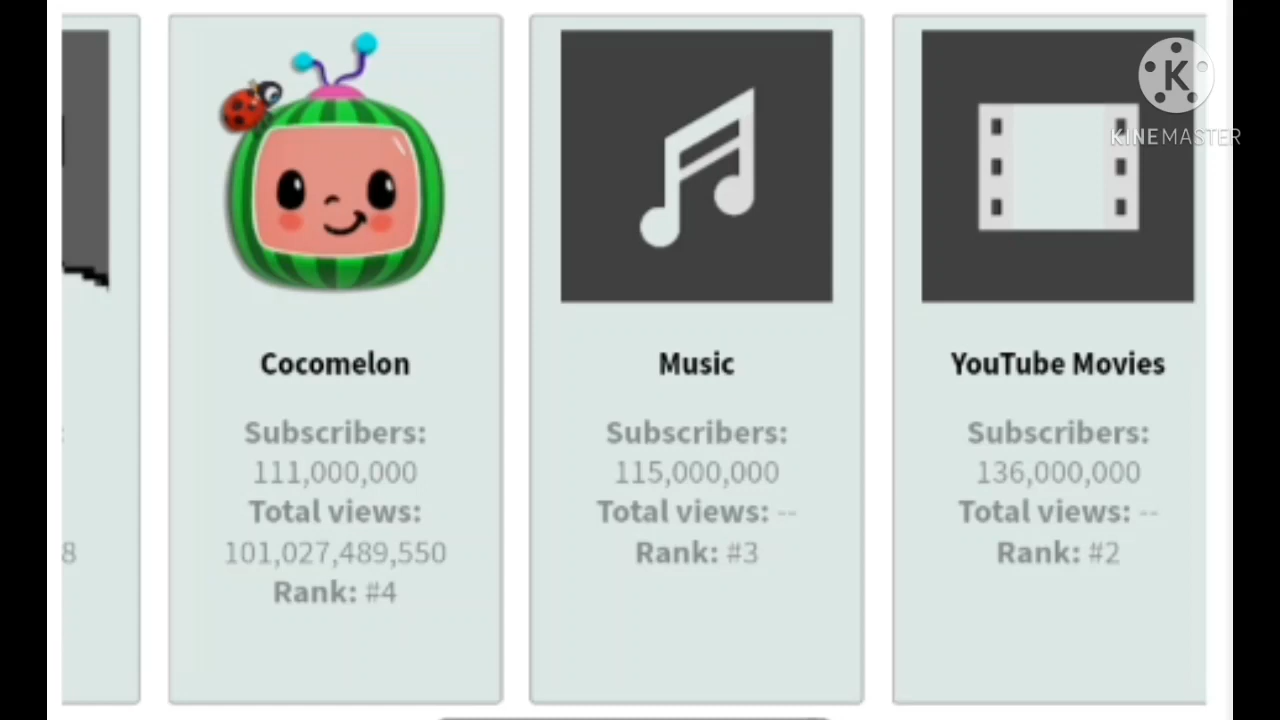 K
KINEMASTER
Cocomelon
Subscribers:
111,000,000
Total views:
101,027,489,550
Rank: #4
Music
Subscribers:
115,000,000
Total views: --
Rank: #3
YouTube Movies
Subscribers:
136,000,000
Total views: --
Rank: #2
:
8